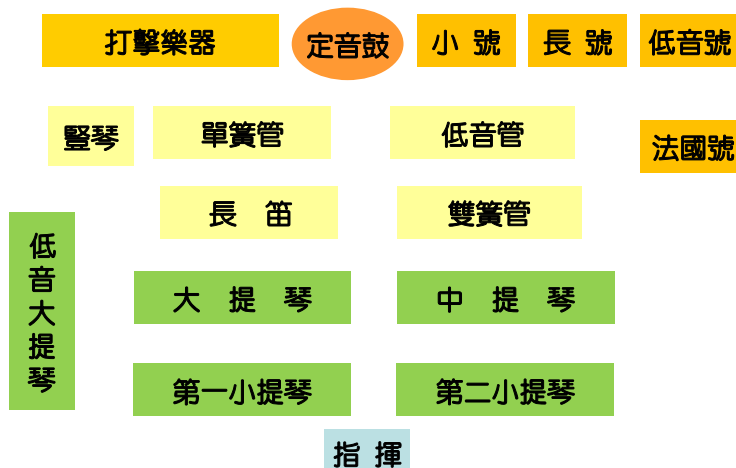 打擊樂器
定音鼓
小 號
長 號
低音號
豎琴
單簧管
低音管
法國號
長 笛
雙簧管
低音大提琴
大 提 琴
中 提 琴
第一小提琴
第二小提琴
指 揮